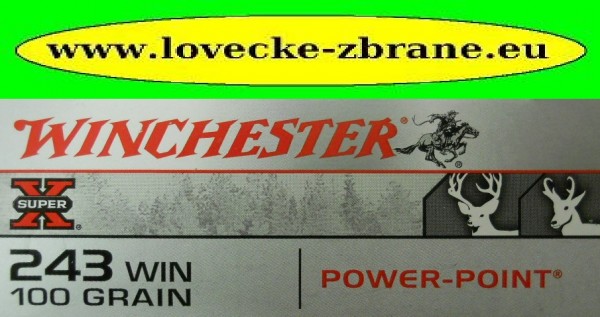 www.lovecke-zbrane.eu
WINCHESTER®
SUPER X®
243 WIN
100 GRAIN
POWER-POINT®